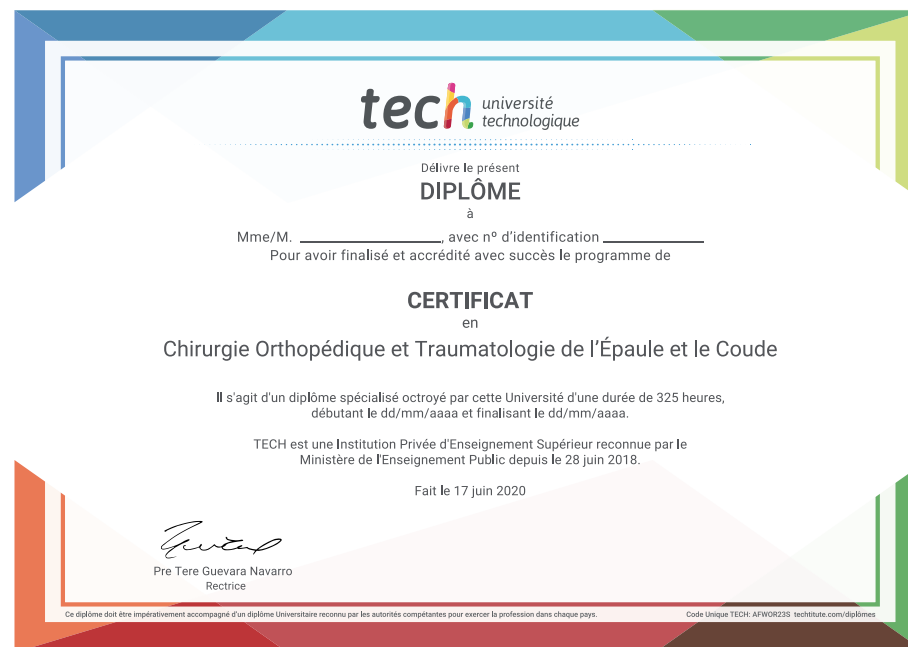 tech université
technologique
Délivre le présent
DIPLÔME
à
Mme/M. ____________________, avec nº d’identification ______________
Pour avoir finalisé et accrédité avec succès le programme de
CERTIFICAT
en
Chirurgie Orthopédique et Traumatologie de l’Épaule et le Coude
Il s'agit d'un diplôme spécialisé octroyé par cette Université d'une durée de 325 heures,
débutant le dd/mm/aaaa et finalisant le dd/mm/aaaa.
TECH est une Institution Privée d'Enseignement Supérieur reconnue par le
Ministère de l'Enseignement Public depuis le 28 juin 2018.
Fait le 17 juin 2020
Pre Tere Guevara Navarro
Rectrice
Ce diplôme doit être impérativement accompagné d'un diplôme Universitaire reconnu par les autorités compétantes pour exercer la profession dans chaque pays. Code Unique TECH: AFWOR23S techtitute.com/diplômes